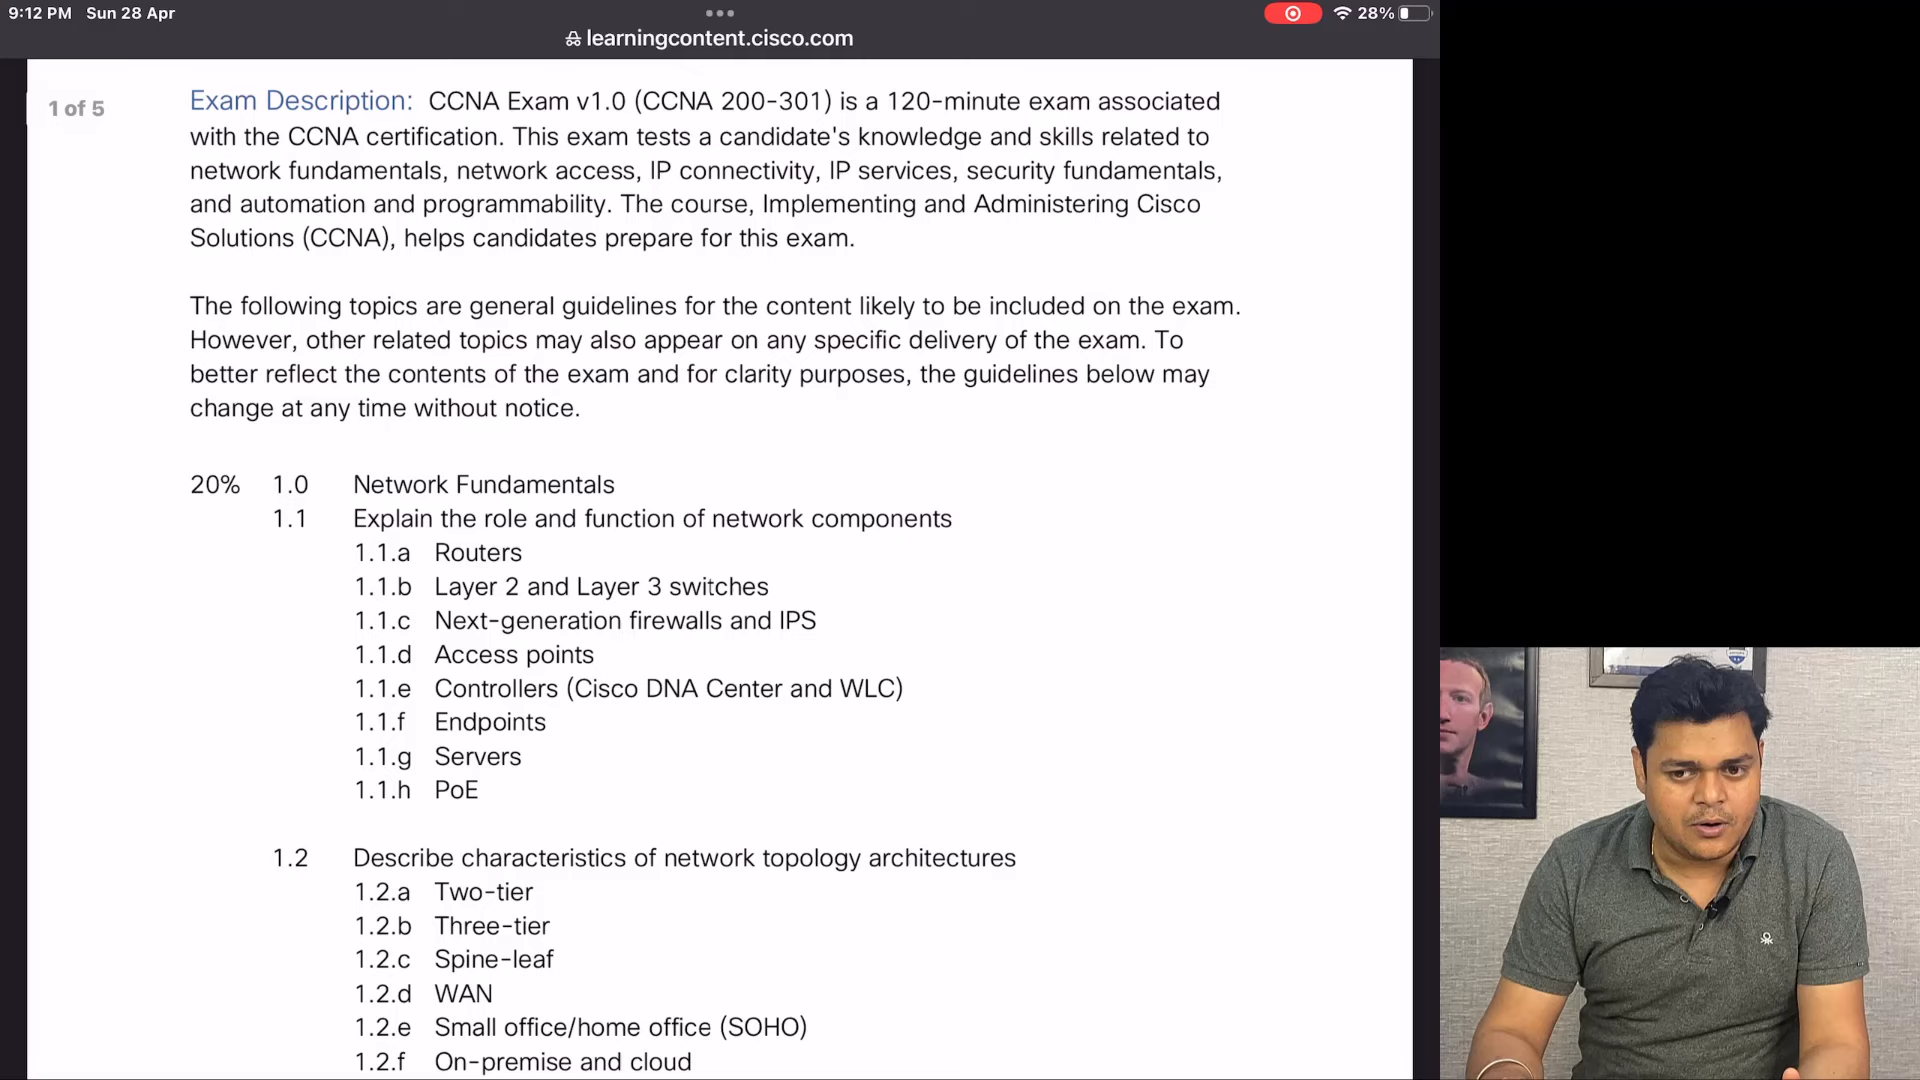 9:12 PM Sun 28 Apr
28%
learningcontent.cisco.com
1 of 5
Exam Description: CCNA Exam v1.0 (CCNA 200-301) is a 120-minute exam associated
with the CCNA certification. This exam tests a candidate's knowledge and skills related to
network fundamentals, network access, IP connectivity, IP services, security fundamentals,
and automation and programmability. The course, Implementing and Administering Cisco
Solutions (CCNA), helps candidates prepare for this exam.
The following topics are general guidelines for the content likely to be included on the exam.
However, other related topics may also appear on any specific delivery of the exam. To
better reflect the contents of the exam and for clarity purposes, the guidelines below may
change at any time without notice.
20% 1.0 Network Fundamentals
1.1 Explain the role and function of network components
1.1.a Routers
1.1.b Layer 2 and Layer 3 switches
1.1.c Next-generation firewalls and IPS
1.1.d Access points
1.1.e Controllers (Cisco DNA Center and WLC)
1.1.f Endpoints
1.1.g Servers
1.1.h PoE
1.2 Describe characteristics of network topology architectures
1.2.a Two-tier
1.2.b Three-tier
1.2.c Spine-leaf
1.2.d WAN
1.2.e Small office/home office (SOHO)
1.2.f On-premise and cloud